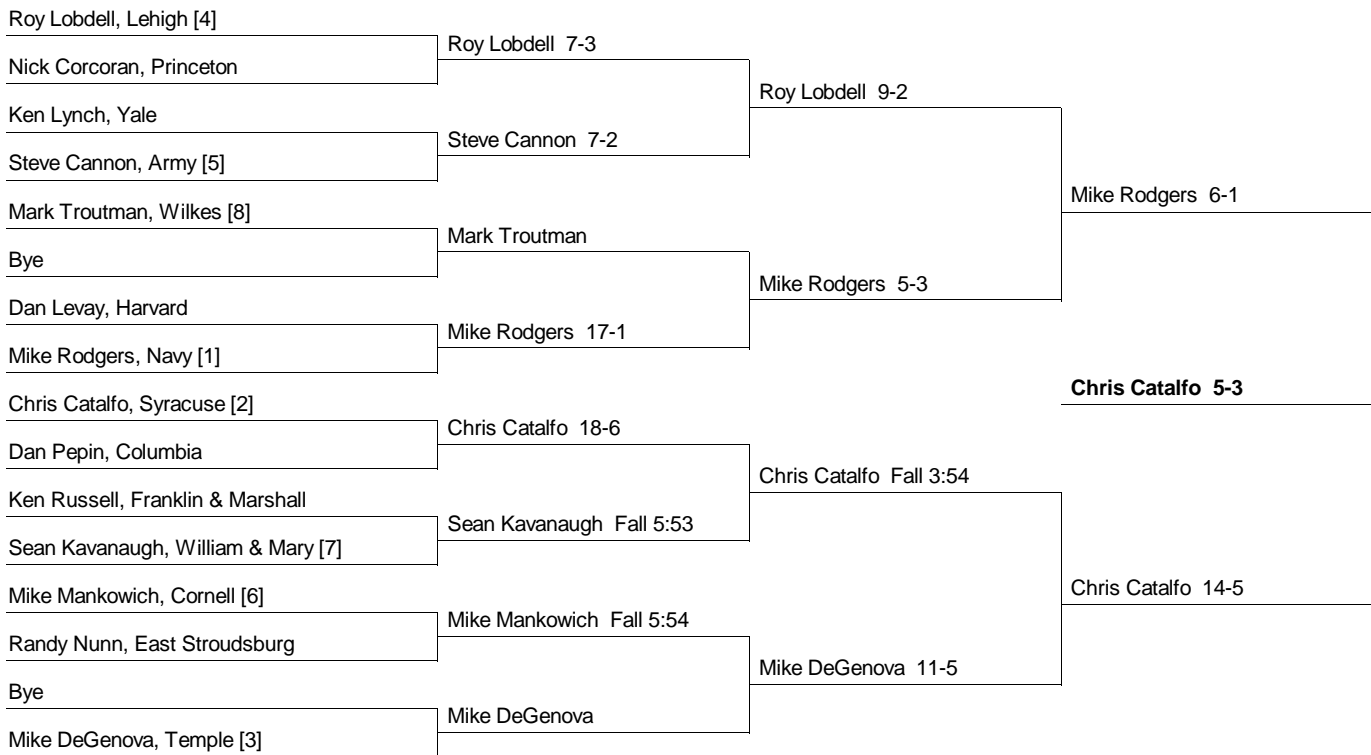 Roy Lobdell, Lehigh [4]
Nick Corcoran, Princeton
Ken Lynch, Yale
Steve Cannon, Army [5]
Mark Troutman, Wilkes [8]
Bye
Dan Levay, Harvard
Mike Rodgers, Navy [1]
Chris Catalfo, Syracuse [2]
Dan Pepin, Columbia
Ken Russell, Franklin & Marshall
Sean Kavanaugh, William & Mary [7]
Mike Mankowich, Cornell [6]
Randy Nunn, East Stroudsburg
Bye
Mike DeGenova, Temple [3]
Roy Lobdell 7-3
Steve Cannon 7-2
Mark Troutman
Mike Rodgers 17-1
Chris Catalfo 18-6
Sean Kavanaugh Fall 5:53
Mike Mankowich Fall 5:54
Mike DeGenova
Roy Lobdell 9-2
Mike Rodgers 5-3
Chris Catalfo Fall 3:54
Mike DeGenova 11-5
Mike Rodgers 6-1
Chris Catalfo 14-5
Chris Catalfo 5-3